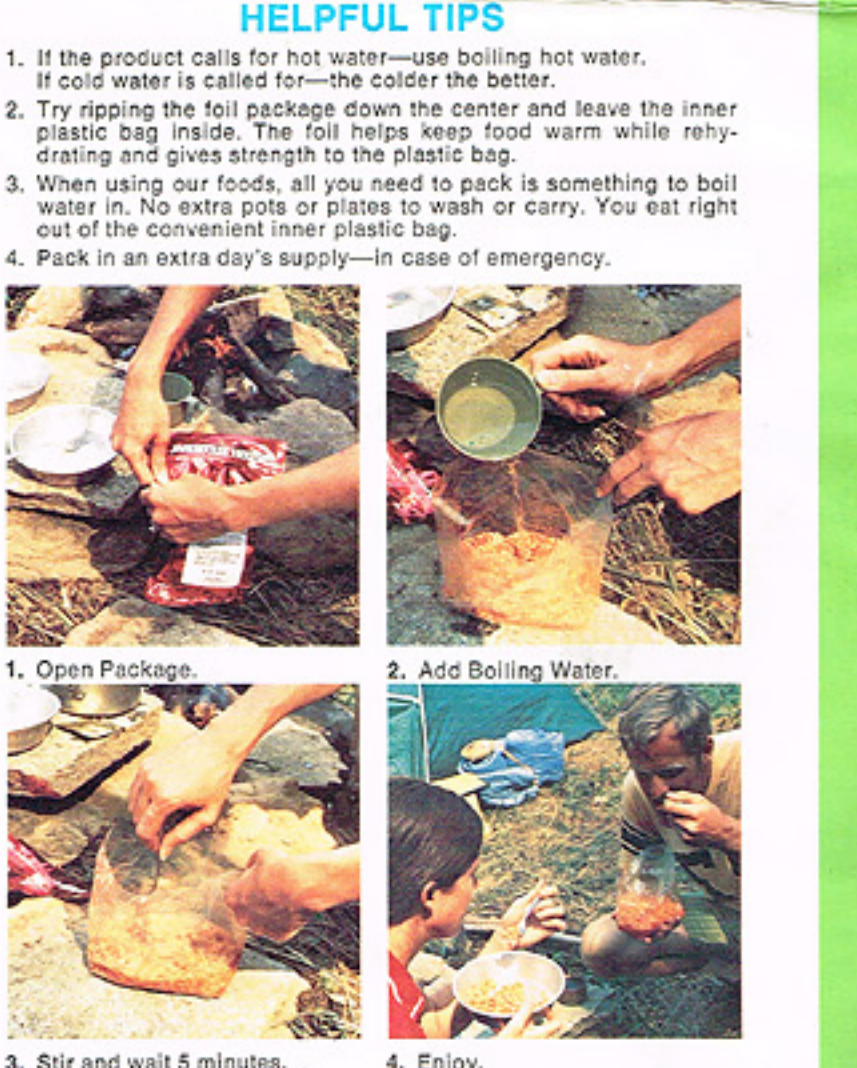 HELPFUL TIPS
1. If the product calls for hot water—use boiling hot water.
If cold water is called for—the colder the better.
2. Try ripping the foil package down the center and leave the inner
plastic bag inside. The foil helps keep food warm while rehy-
drating and gives strength to the plastic bag.
3. When using our foods, all you need to pack is something to boil
water in. No extra pots or plates to wash or carry. You eat right
out of the convenient inner plastic bag.
4. Pack in an extra day's supply—in case of emergency.
1. Open Package.
2. Add Boiling Water.
3. Stir and wait 5 minutes.
4. Enjoy.